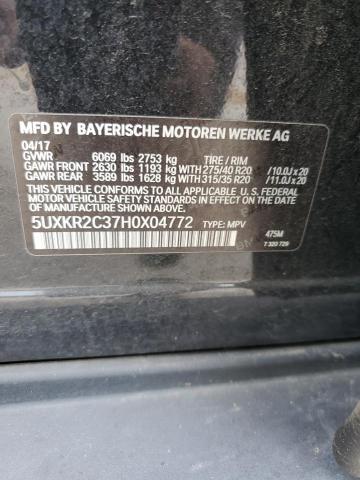 MFD BY BAYERISCHE MOTOREN WERKE AG
04/17
GVWR 6069 lbs 2753 kg TIRE / RIM
GAWR FRONT 2630 lbs 1193 kg WITH 275/40 R20 /10.0J x 20
GAWR REAR 3589 lbs 1628 kg WITH 315/35 R20 /11.0J x 20
THIS VEHICLE CONFORMS TO ALL APPLICABLE U.S. FEDERAL
MOTOR VEHICLE SAFETY STANDARDS IN EFFECT ON THE DATE OF MANUFACTURE SHOWN ABOVE.
5UXKR2C37H0X04772 TYPE: MPV
475M
7 320 729